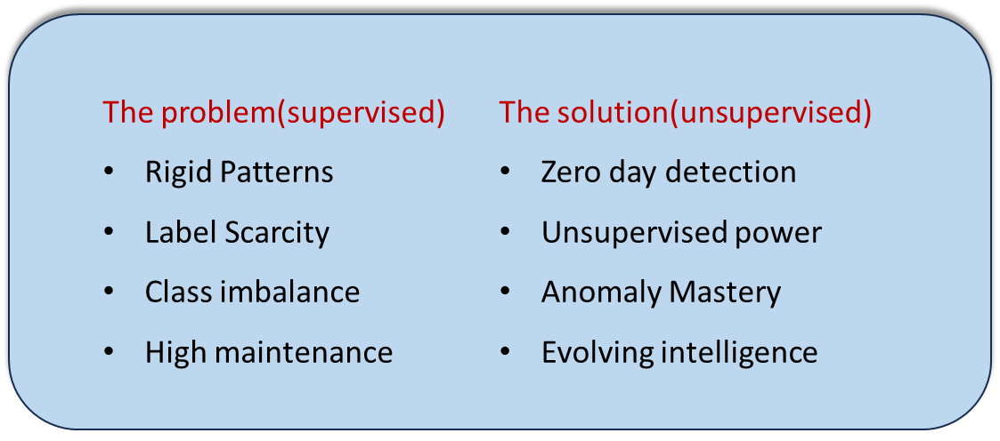 The problem(supervised)
• Rigid Patterns
• Label Scarcity
• Class imbalance
• High maintenance
The solution(unsupervised)
• Zero day detection
• Unsupervised power
• Anomaly Mastery
• Evolving intelligence